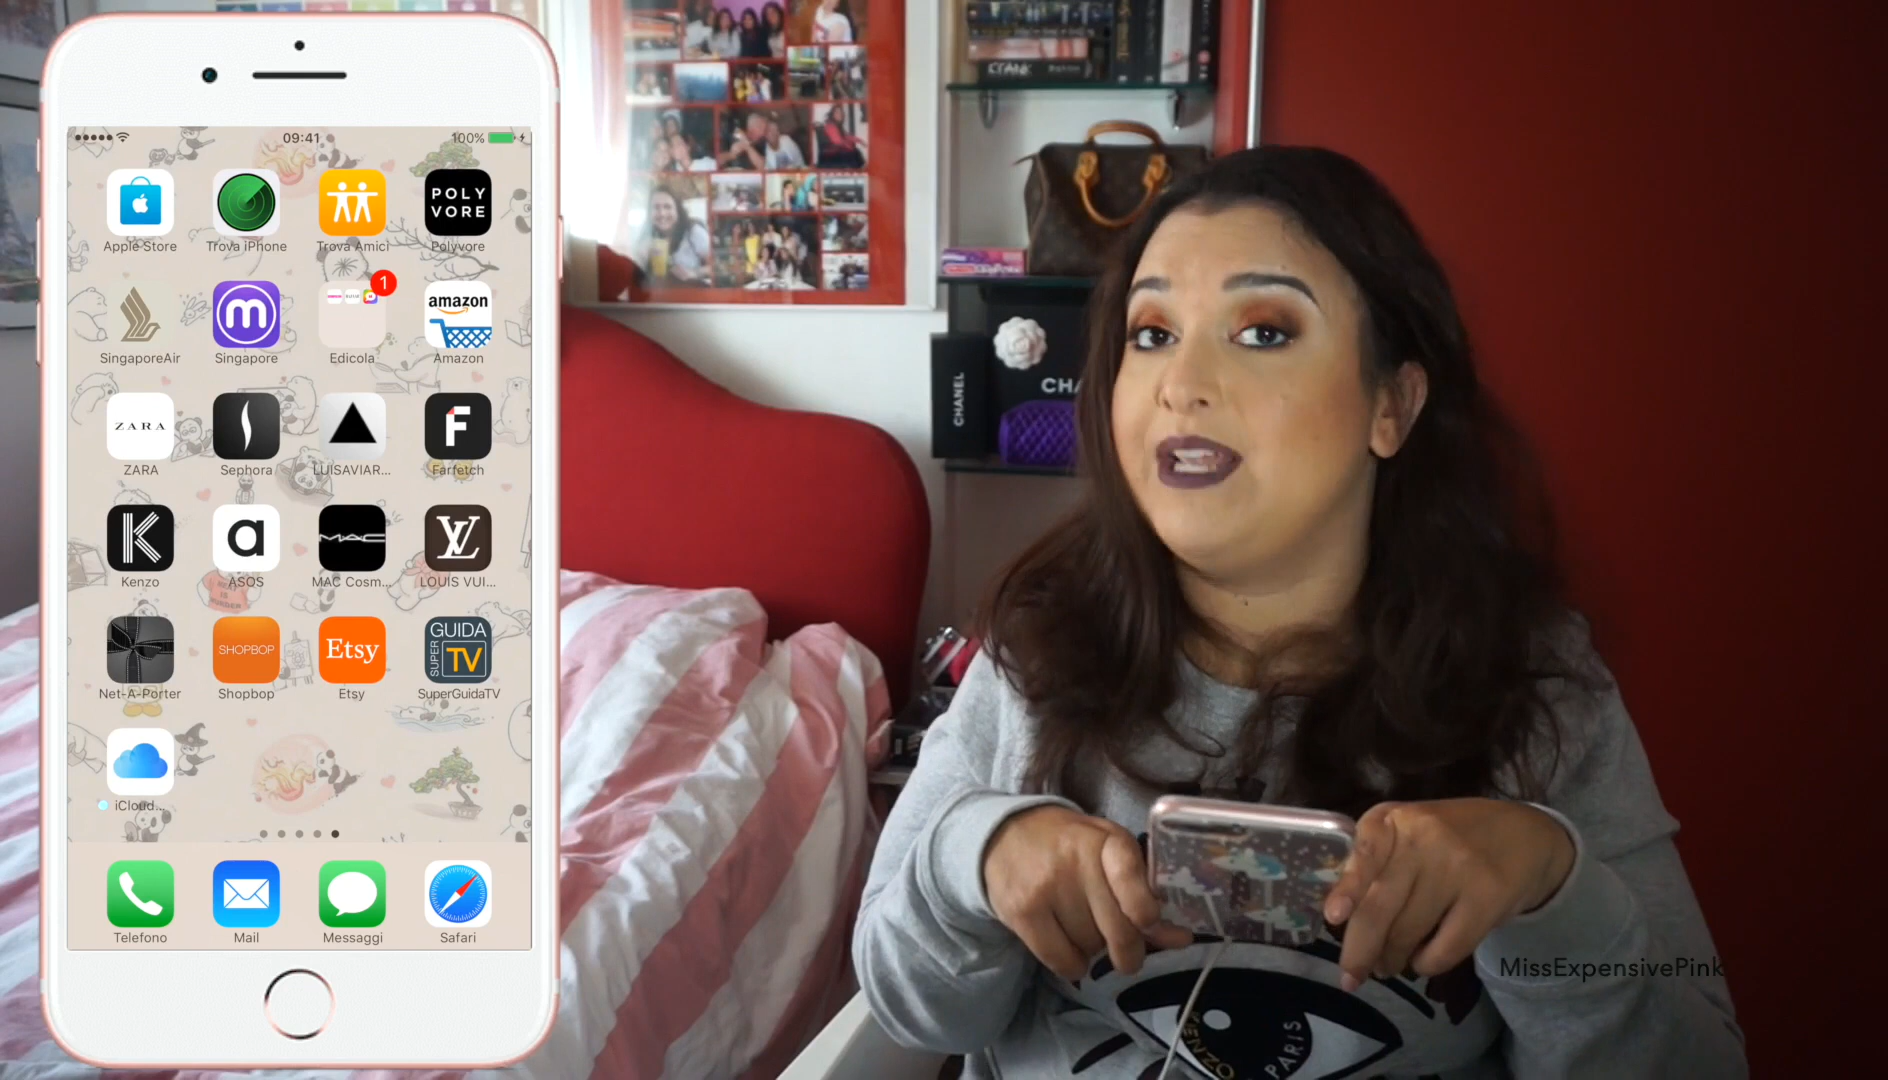 09:41
100%
POLY
VORE
Apple Store
Trova iPhone
Trova Amici
Polyvore
1
amazon
SingaporeAir
Singapore
Edicola
Amazon
ZARA
ZARA
Sephora
LUISAVIAR...
Farfetch
a
MAC
Kenzo
ASOS
MAC Cosm...
LOUIS VUI...
SHOPBOP
Etsy
GUIDA
SUPER
TV
Net-A-Porter
Shopbop
Etsy
SuperGuidaTV
iCloud...
Telefono
Mail
Messaggi
Safari
CHANEL
CHA
KENZO
PARIS
MissExpensivePink